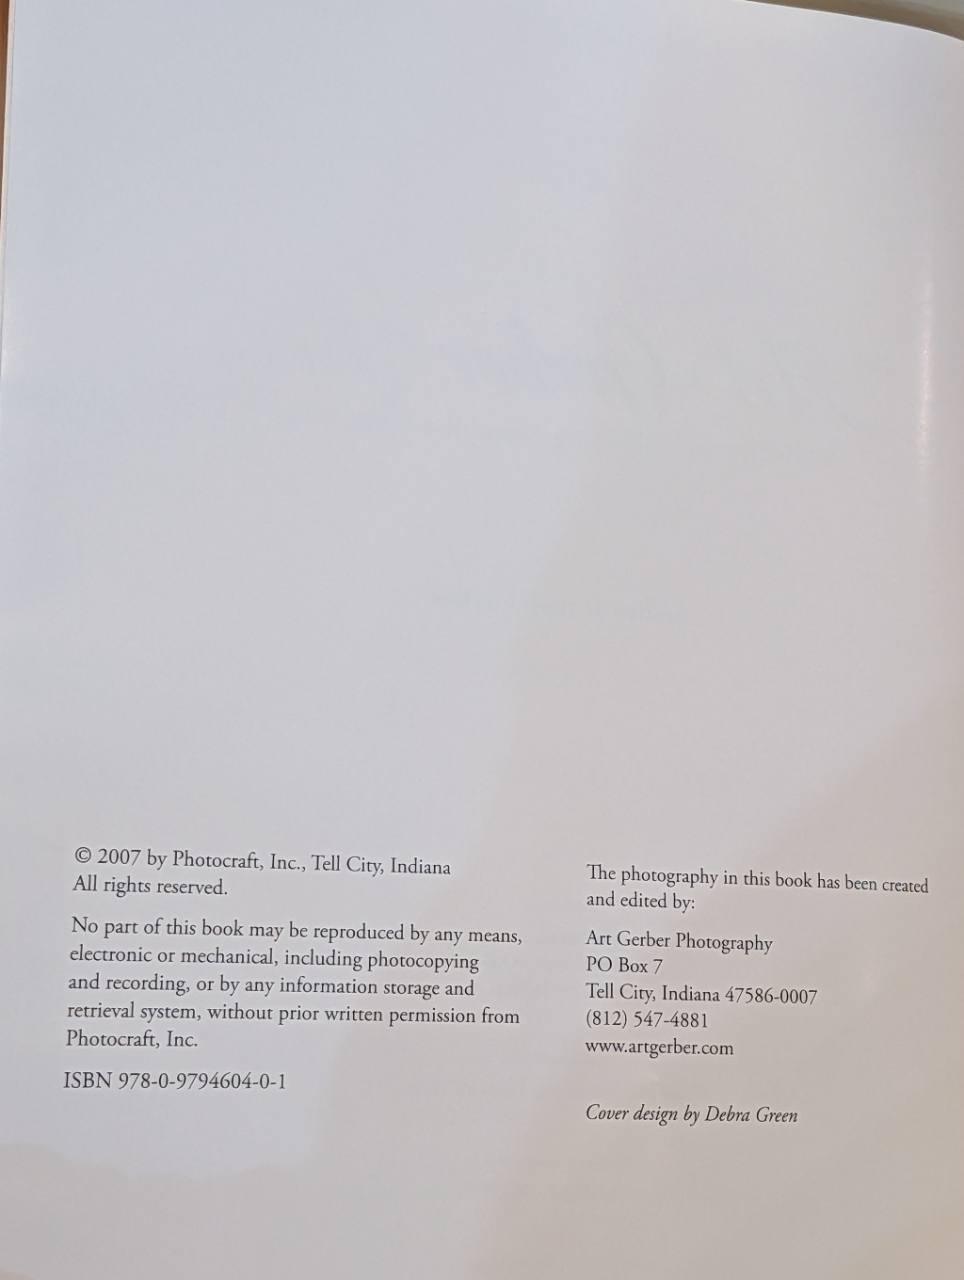 © 2007 by Photocraft, Inc., Tell City, Indiana
All rights reserved.
No part of this book may be reproduced by any means,
electronic or mechanical, including photocopying
and recording, or by any information storage and
retrieval system, without prior written permission from
Photocraft, Inc.
ISBN 978-0-9794604-0-1
The photography in this book has been created
and edited by:
Art Gerber Photography
PO Box 7
Tell City, Indiana 47586-0007
(812) 547-4881
www.artgerber.com
Cover design by Debra Green